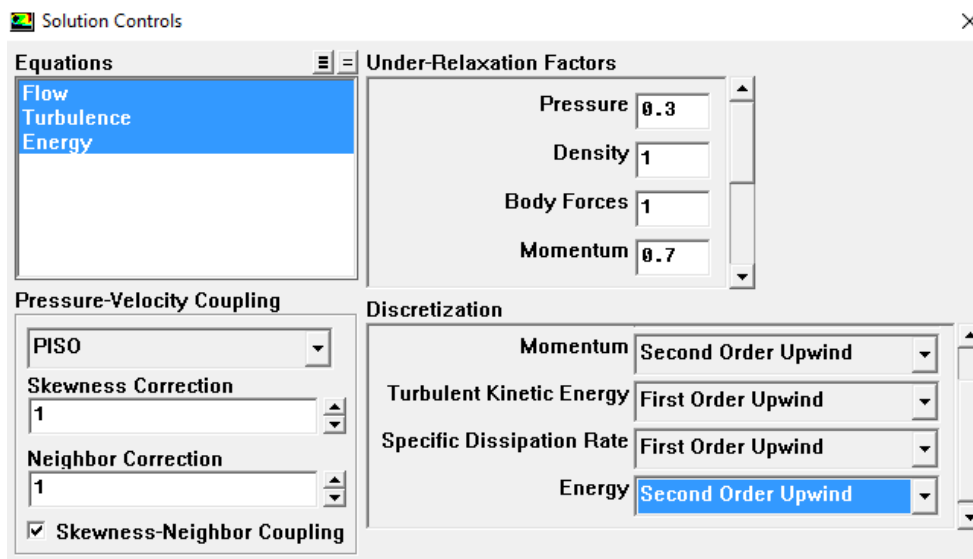 Solution Controls
Equations
Flow
Turbulence
Energy
Under-Relaxation Factors
Pressure 0.3
Density 1
Body Forces 1
Momentum 0.7
Pressure-Velocity Coupling
PISO
Skewness Correction
1
Neighbor Correction
1
Skewness-Neighbor Coupling
Discretization
Momentum Second Order Upwind
Turbulent Kinetic Energy First Order Upwind
Specific Dissipation Rate First Order Upwind
Energy Second Order Upwind